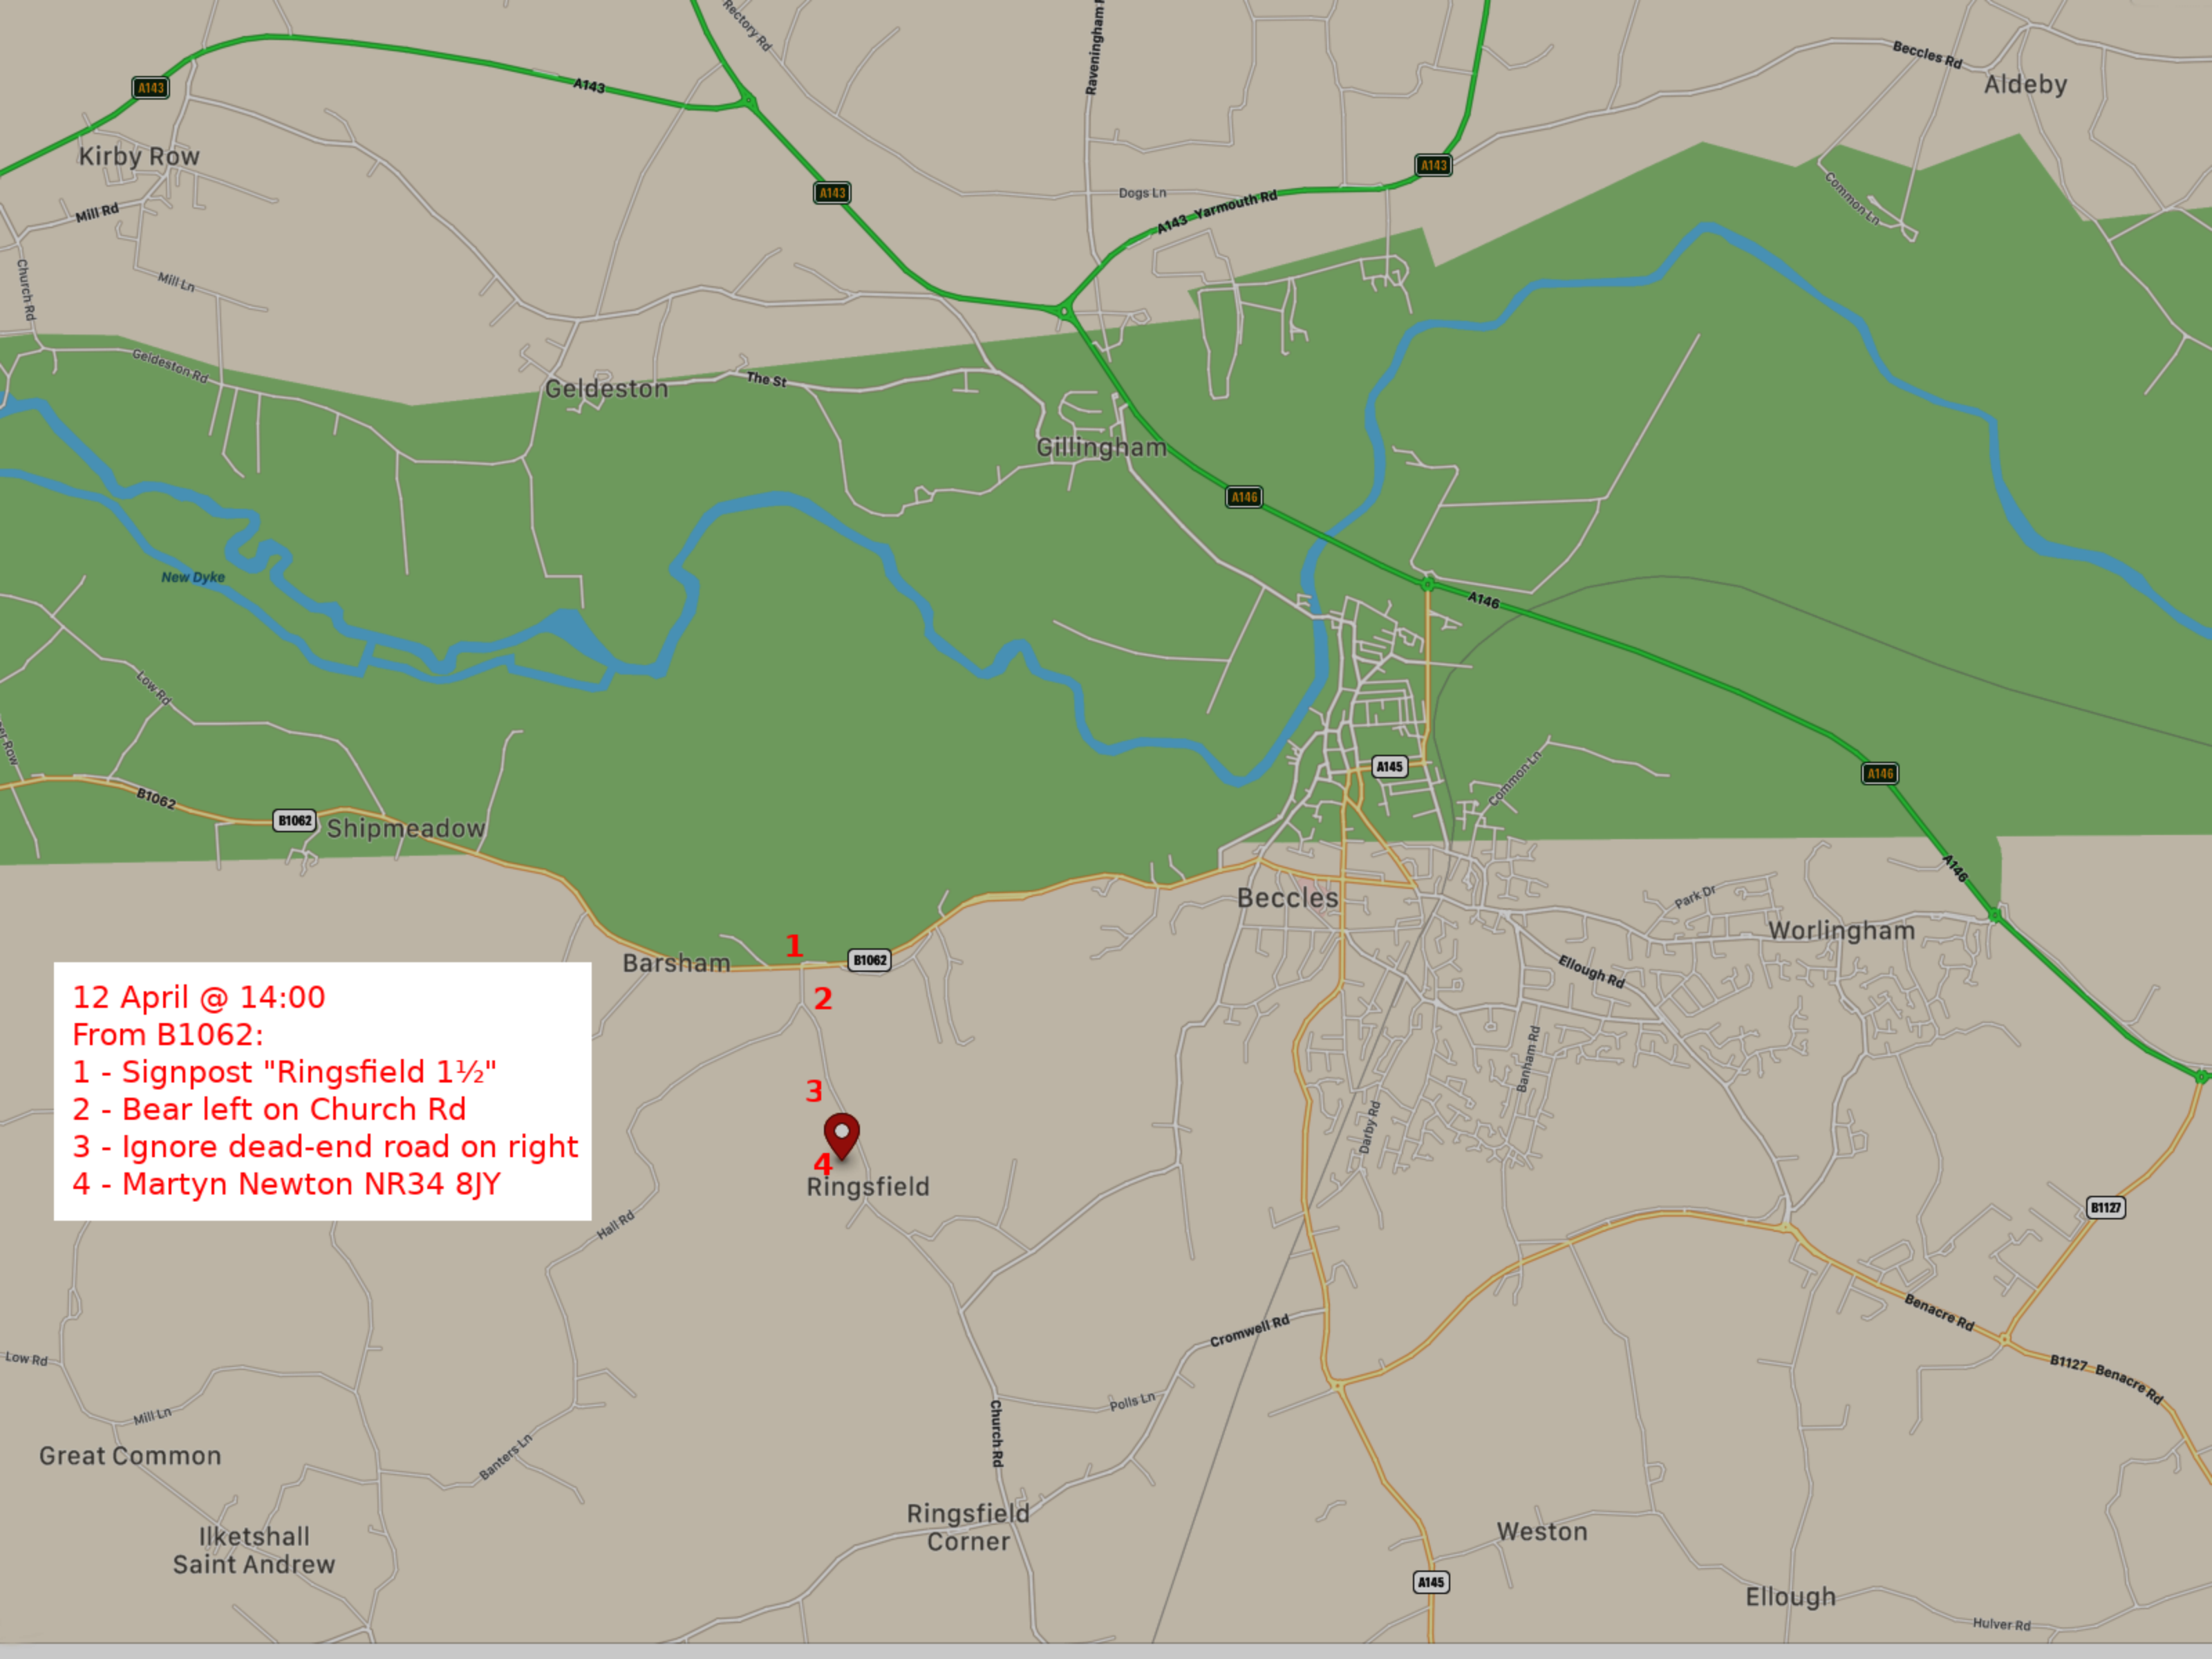 Rectory Rd
Raveningham R
Beccles Rd
Aldeby
A143
A143
Kirby Row
A143
A143
Dogs Ln
A143 Yarmouth Rd
Common Ln
Mill Rd
Church Rd
Mill Ln
Geldeston Rd
Geldeston
The St
Gillingham
A146
New Dyke
A146
Low Rd
er Row
B1062
B1062
Shipmeadow
A145
Common Ln
A146
A146
Beccles
Park Dr
Worlingham
Barsham
1
B1062
Ellough Rd
2
12 April @ 14:00
From B1062:
1 - Signpost "Ringsfield 1½"
2 - Bear left on Church Rd
3 - Ignore dead-end road on right
4 - Martyn Newton NR34 8JY
3
Banham Rd
Darby Rd
4
Ringsfield
Hall Rd
B1127
Cromwell Rd
Benacre Rd
Low Rd
B1127 Benacre Rd
Mill Ln
Polls Ln
Church Rd
Great Common
Banters Ln
Ringsfield
Corner
Ilketshall
Saint Andrew
Weston
A145
Ellough
Hulver Rd